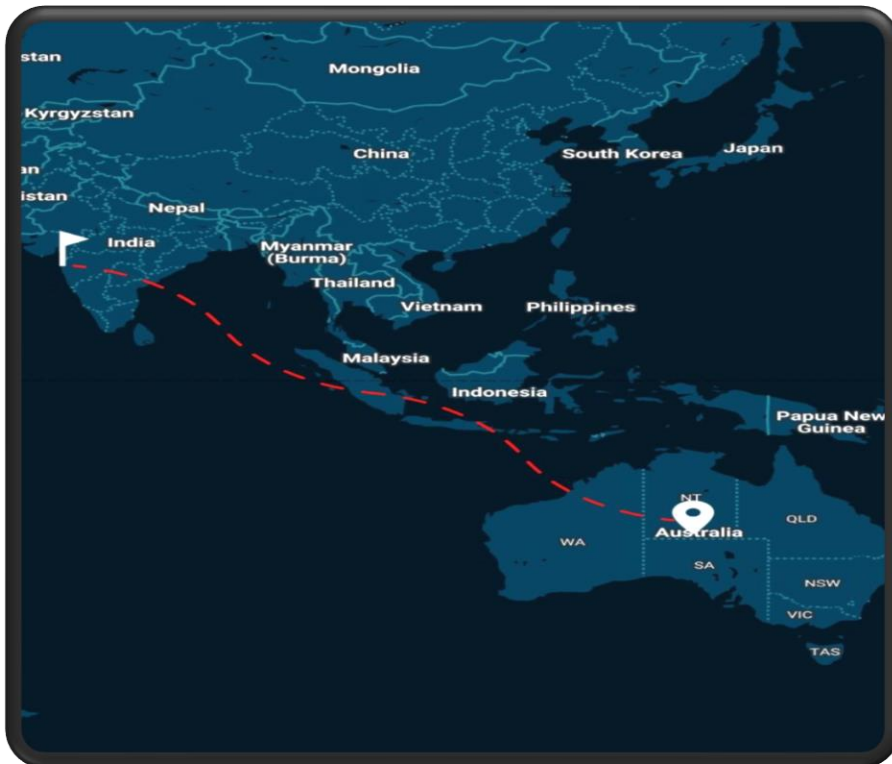 stan
Mongolia
Kyrgyzstan
China
South Korea
Japan
an
istan
Nepal
India
Myanmar
(Burma)
Thailand
Vietnam
Philippines
Malaysia
Indonesia
Papua New
Guinea
NT
QLD
Australia
WA
SA
NSW
VIC
TAS